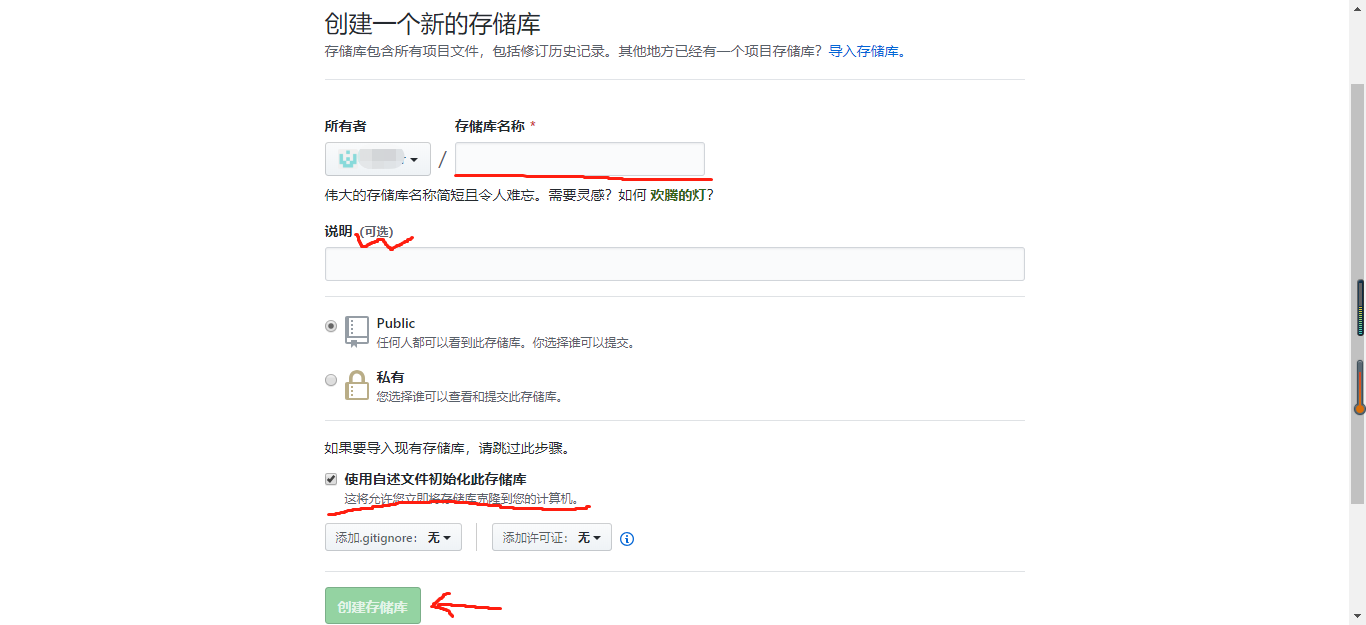 创建一个新的存储库
存储库包含所有项目文件，包括修订历史记录。其他地方已经有一个项目存储库？导入存储库。
所有者 存储库名称 *
/
伟大的存储库名称简短且令人难忘。需要灵感？如何 欢腾的灯？
说明 (可选)
Public
任何人都可以看到此存储库。你选择谁可以提交。
私有
您选择谁可以查看和提交此存储库。
如果要导入现有存储库，请跳过此步骤。
使用自述文件初始化此存储库
这将允许您立即将存储库克隆到您的计算机。
添加.gitignore： 无 添加许可证： 无
创建存储库